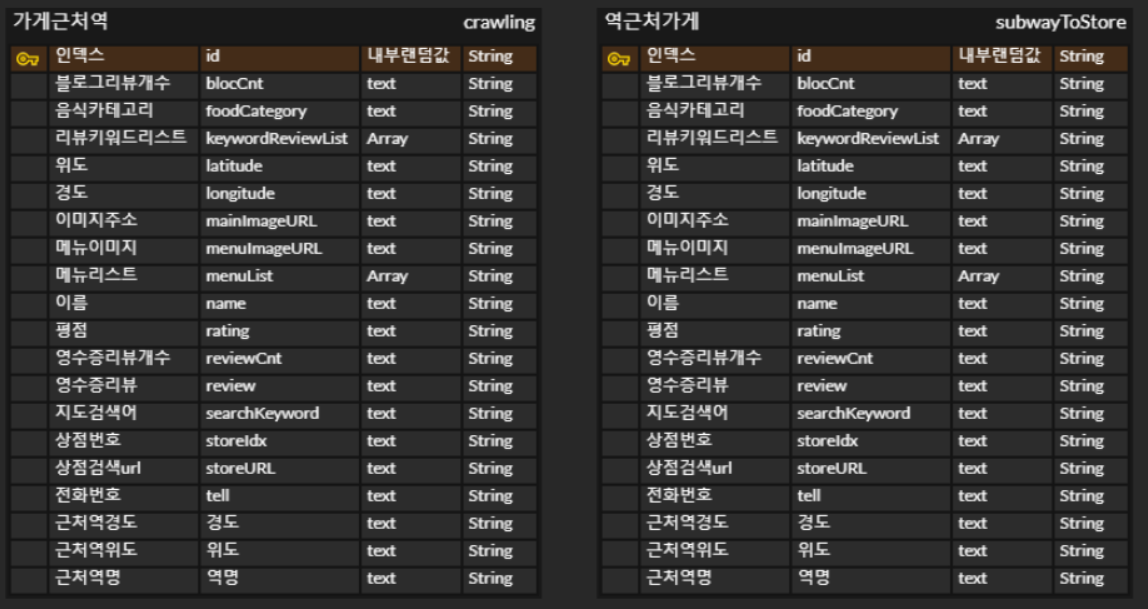 가게근처역 crawling
인덱스 id 내부랜덤값 String
블로그리뷰개수 blocCnt text String
음식카테고리 foodCategory text String
리뷰키워드리스트 keywordReviewList Array String
위도 latitude text String
경도 longitude text String
이미지주소 mainImageURL text String
메뉴이미지 menuImageURL text String
메뉴리스트 menuList Array String
이름 name text String
평점 rating text String
영수증리뷰개수 reviewCnt text String
영수증리뷰 review text String
지도검색어 searchKeyword text String
상점번호 storeIdx text String
상점검색url storeURL text String
전화번호 tell text String
근처역경도 경도 text String
근처역위도 위도 text String
근처역명 역명 text String
역근처가게 subwayToStore
인덱스 id 내부랜덤값 String
블로그리뷰개수 blocCnt text String
음식카테고리 foodCategory text String
리뷰키워드리스트 keywordReviewList Array String
위도 latitude text String
경도 longitude text String
이미지주소 mainImageURL text String
메뉴이미지 menuImageURL text String
메뉴리스트 menuList Array String
이름 name text String
평점 rating text String
영수증리뷰개수 reviewCnt text String
영수증리뷰 review text String
지도검색어 searchKeyword text String
상점번호 storeIdx text String
상점검색url storeURL text String
전화번호 tell text String
근처역경도 경도 text String
근처역위도 위도 text String
근처역명 역명 text String